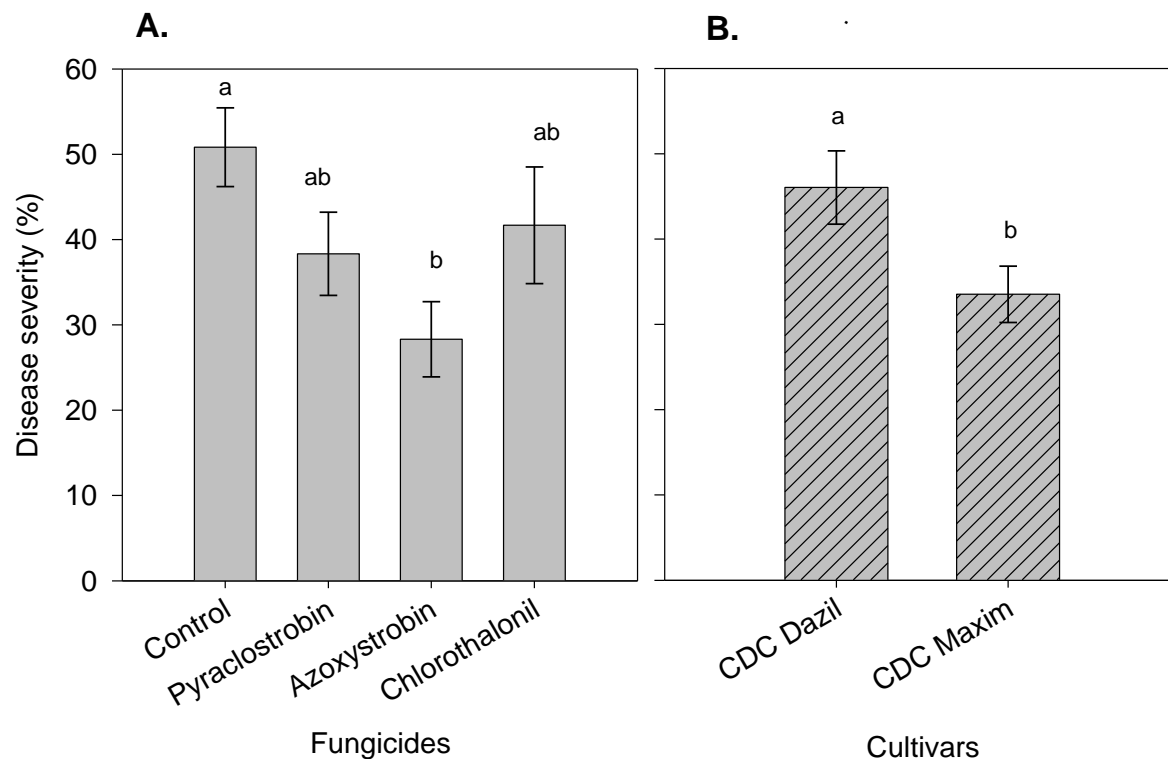 A.
B.
60
50
40
30
20
10
0
Disease severity (%)
a
ab
b
ab
a
b
Control
Pyraclostrobin
Azoxystrobin
Chlorothalonil
CDC Dazil
CDC Maxim
Fungicides
Cultivars